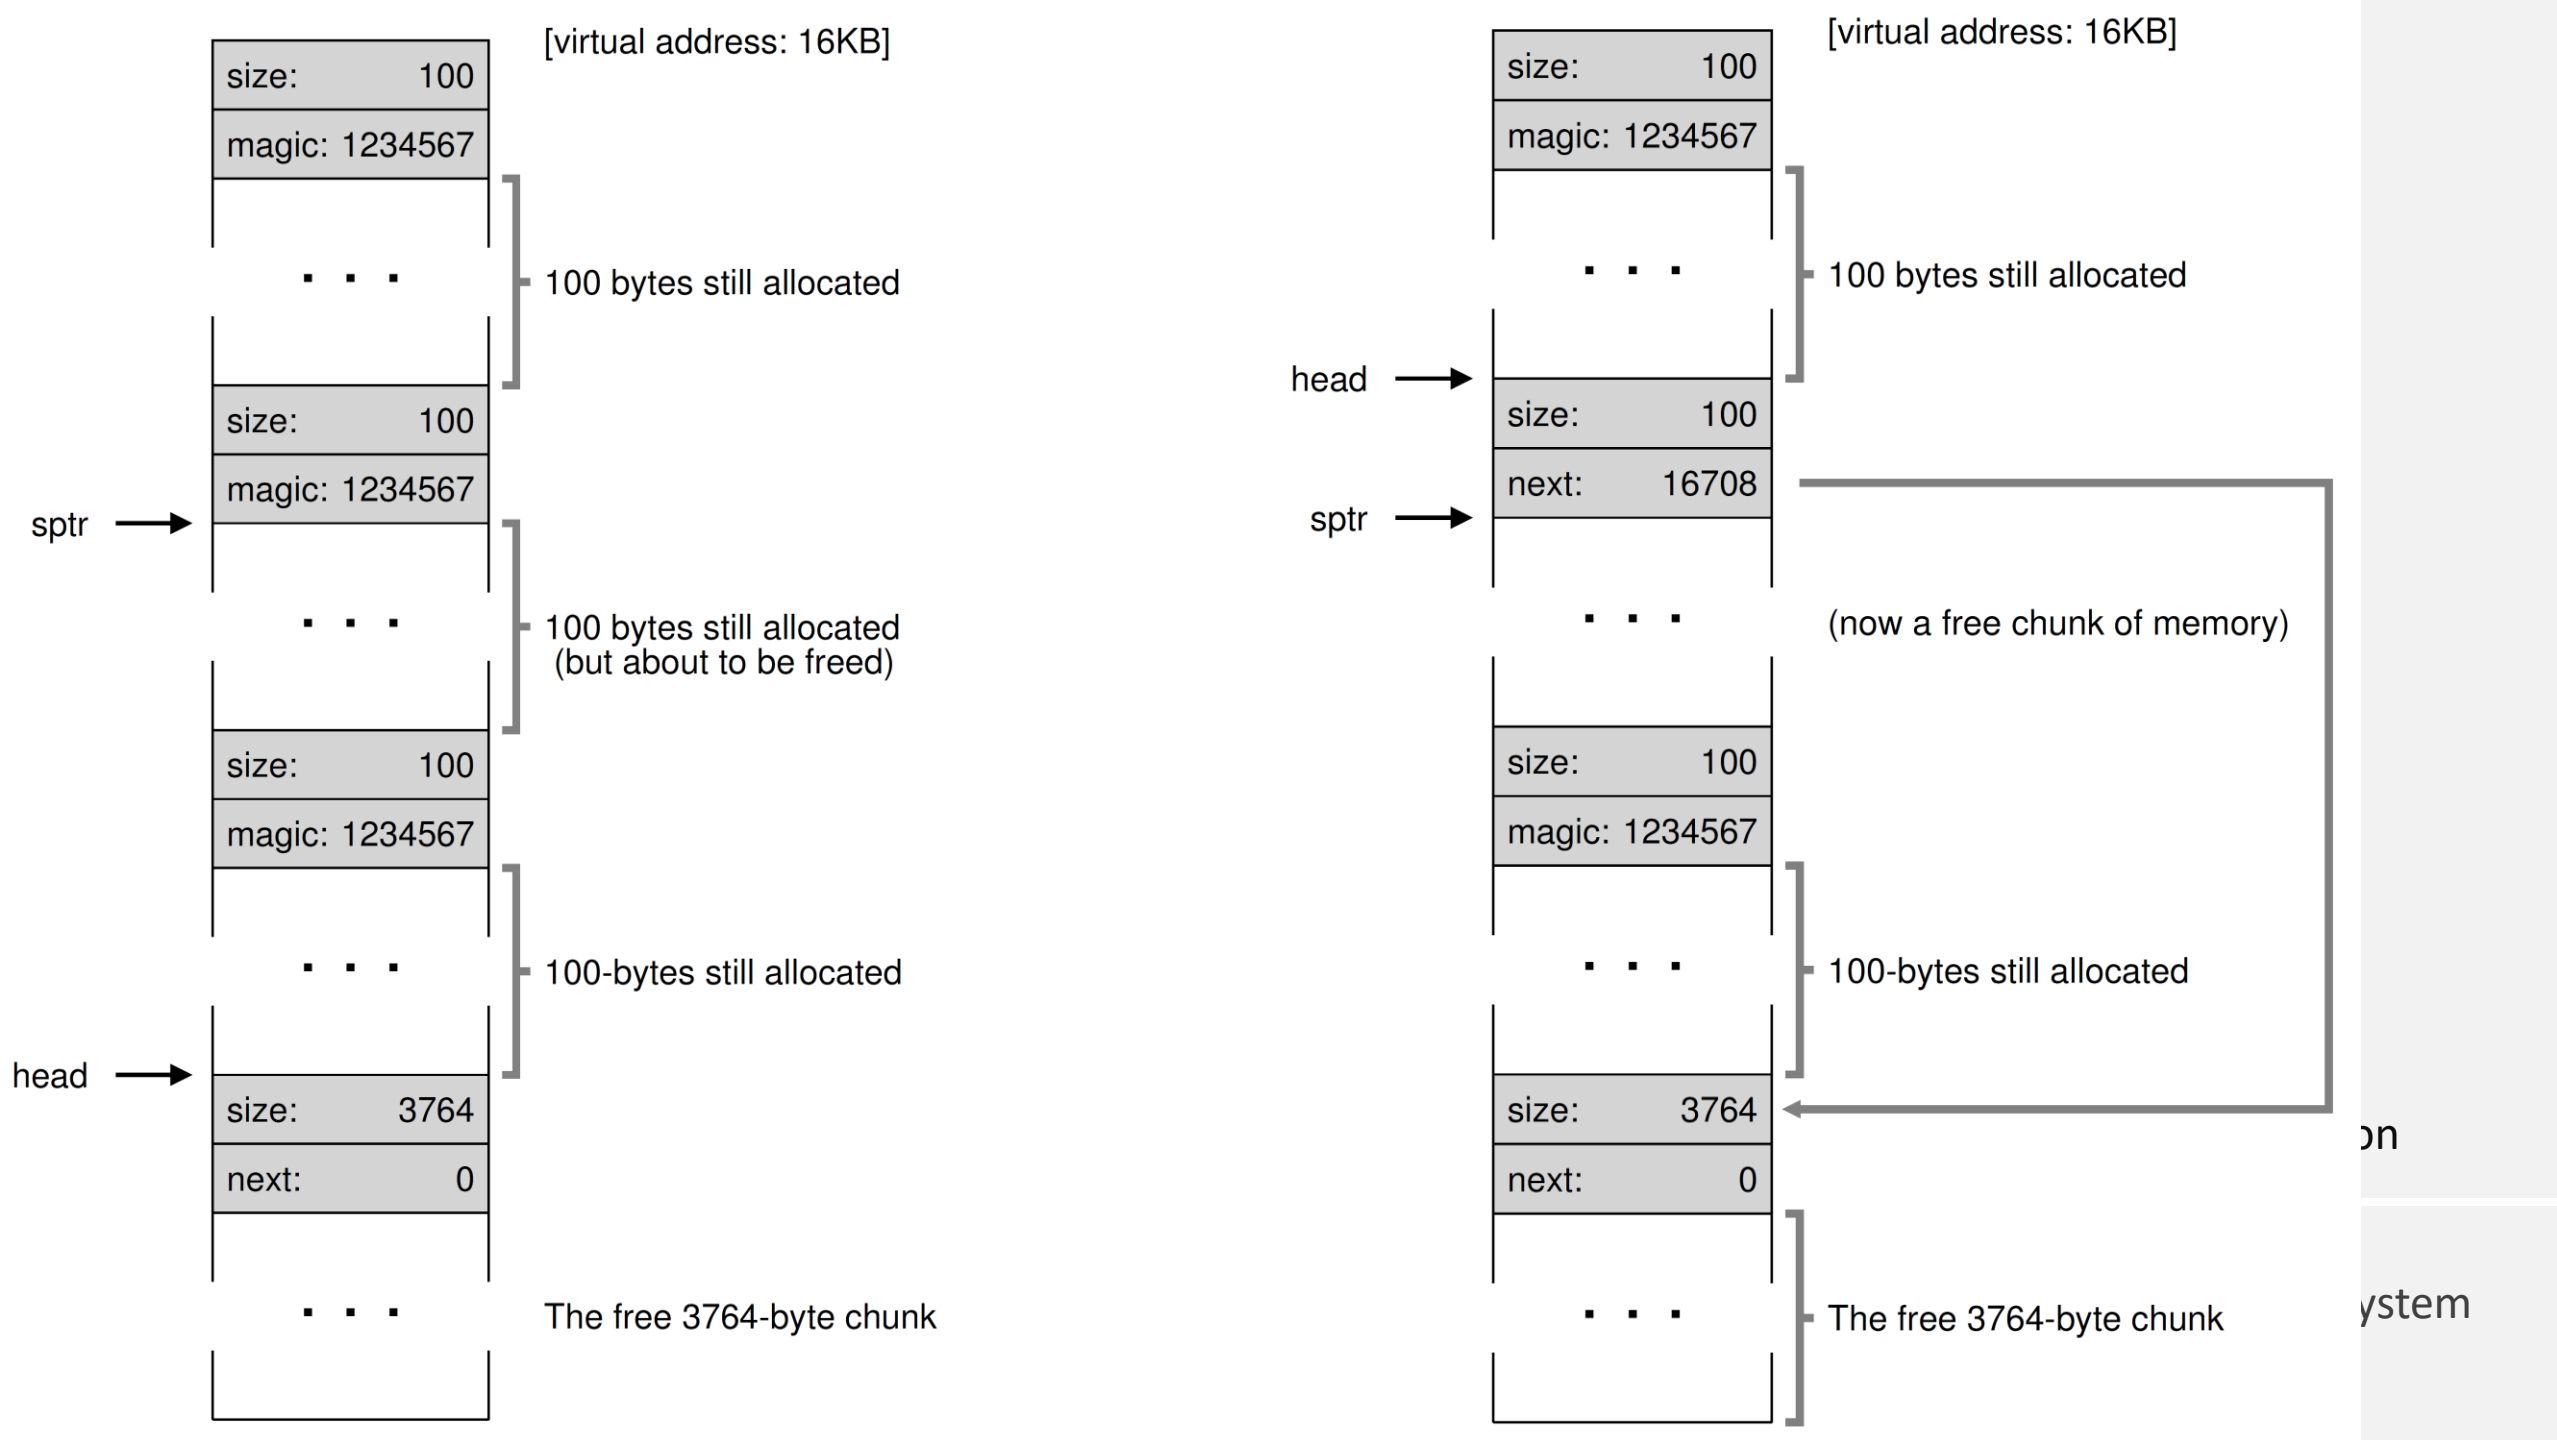 [virtual address: 16KB]
size: 100
magic: 1234567
100 bytes still allocated
size: 100
magic: 1234567
sptr
100 bytes still allocated
(but about to be freed)
size: 100
magic: 1234567
100-bytes still allocated
head
size: 3764
next: 0
The free 3764-byte chunk
[virtual address: 16KB]
size: 100
magic: 1234567
100 bytes still allocated
head
size: 100
next: 16708
sptr
(now a free chunk of memory)
size: 100
magic: 1234567
100-bytes still allocated
size: 3764
next: 0
The free 3764-byte chunk
on
ystem